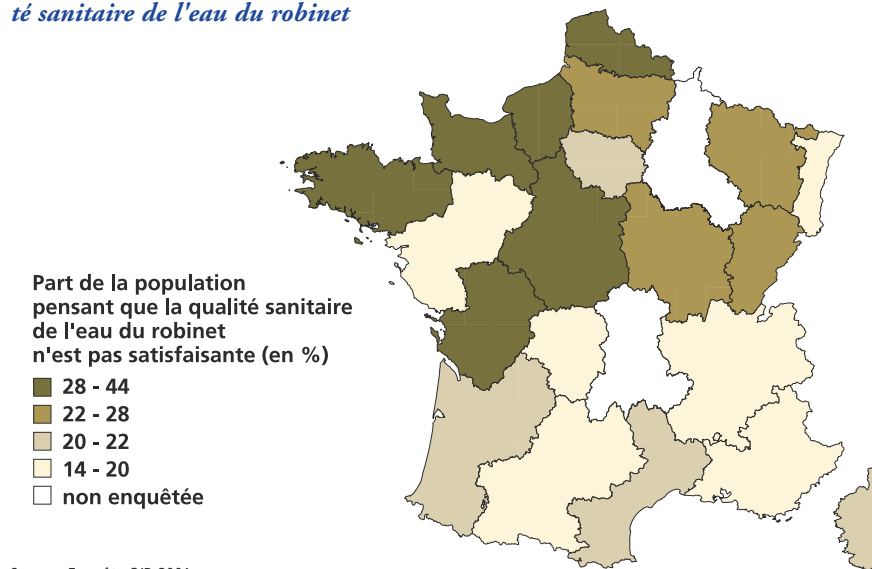 té sanitaire de l'eau du robinet
Part de la population
pensant que la qualité sanitaire
de l'eau du robinet
n'est pas satisfaisante (en %)
28 - 44
22 - 28
20 - 22
14 - 20
non enquêtée